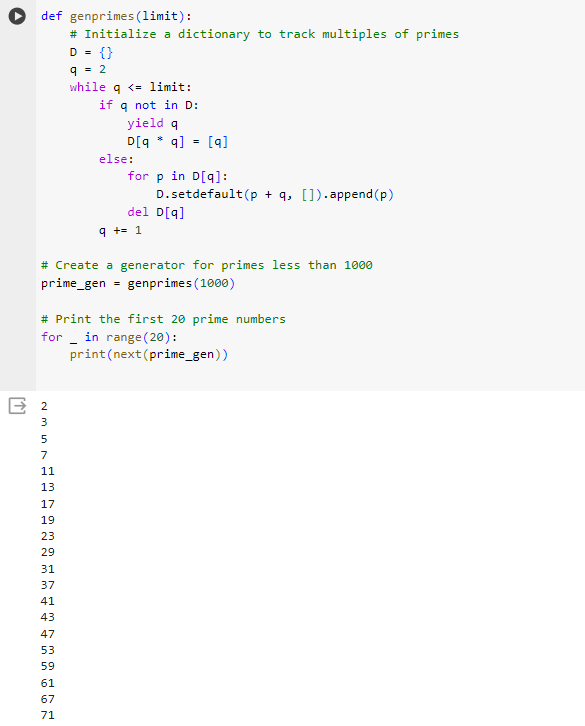 def genprimes(limit):
    # Initialize a dictionary to track multiples of primes
    D = {}
    q = 2
    while q <= limit:
        if q not in D:
            yield q
            D[q * q] = [q]
        else:
            for p in D[q]:
                D.setdefault(p + q, []).append(p)
            del D[q]
        q += 1

# Create a generator for primes less than 1000
prime_gen = genprimes(1000)

# Print the first 20 prime numbers
for _ in range(20):
    print(next(prime_gen))
2
3
5
7
11
13
17
19
23
29
31
37
41
43
47
53
59
61
67
71